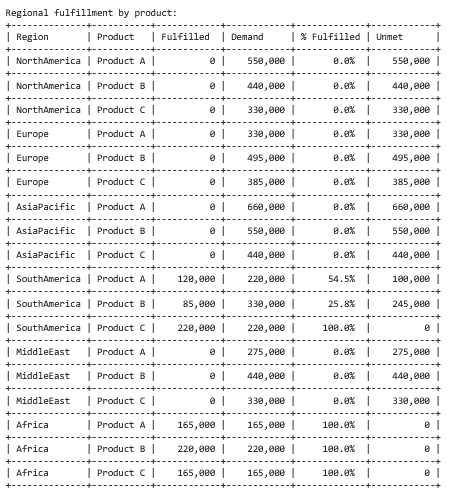 Regional fulfillment by product:
+--------------+-----------+-------------+------------+---------------+------------+
| Region | Product | Fulfilled | Demand | % Fulfilled | Unmet |
+--------------+-----------+-------------+------------+---------------+------------+
| NorthAmerica | Product A | 0 | 550,000 | 0.0% | 550,000 |
| NorthAmerica | Product B | 0 | 440,000 | 0.0% | 440,000 |
| NorthAmerica | Product C | 0 | 330,000 | 0.0% | 330,000 |
| Europe | Product A | 0 | 330,000 | 0.0% | 330,000 |
| Europe | Product B | 0 | 495,000 | 0.0% | 495,000 |
| Europe | Product C | 0 | 385,000 | 0.0% | 385,000 |
| AsiaPacific | Product A | 0 | 660,000 | 0.0% | 660,000 |
| AsiaPacific | Product B | 0 | 550,000 | 0.0% | 550,000 |
| AsiaPacific | Product C | 0 | 440,000 | 0.0% | 440,000 |
| SouthAmerica | Product A | 120,000 | 220,000 | 54.5% | 100,000 |
| SouthAmerica | Product B | 85,000 | 330,000 | 25.8% | 245,000 |
| SouthAmerica | Product C | 220,000 | 220,000 | 100.0% | 0 |
| MiddleEast | Product A | 0 | 275,000 | 0.0% | 275,000 |
| MiddleEast | Product B | 0 | 440,000 | 0.0% | 440,000 |
| MiddleEast | Product C | 0 | 330,000 | 0.0% | 330,000 |
| Africa | Product A | 165,000 | 165,000 | 100.0% | 0 |
| Africa | Product B | 220,000 | 220,000 | 100.0% | 0 |
| Africa | Product C | 165,000 | 165,000 | 100.0% | 0 |
+--------------+-----------+-------------+------------+---------------+------------+